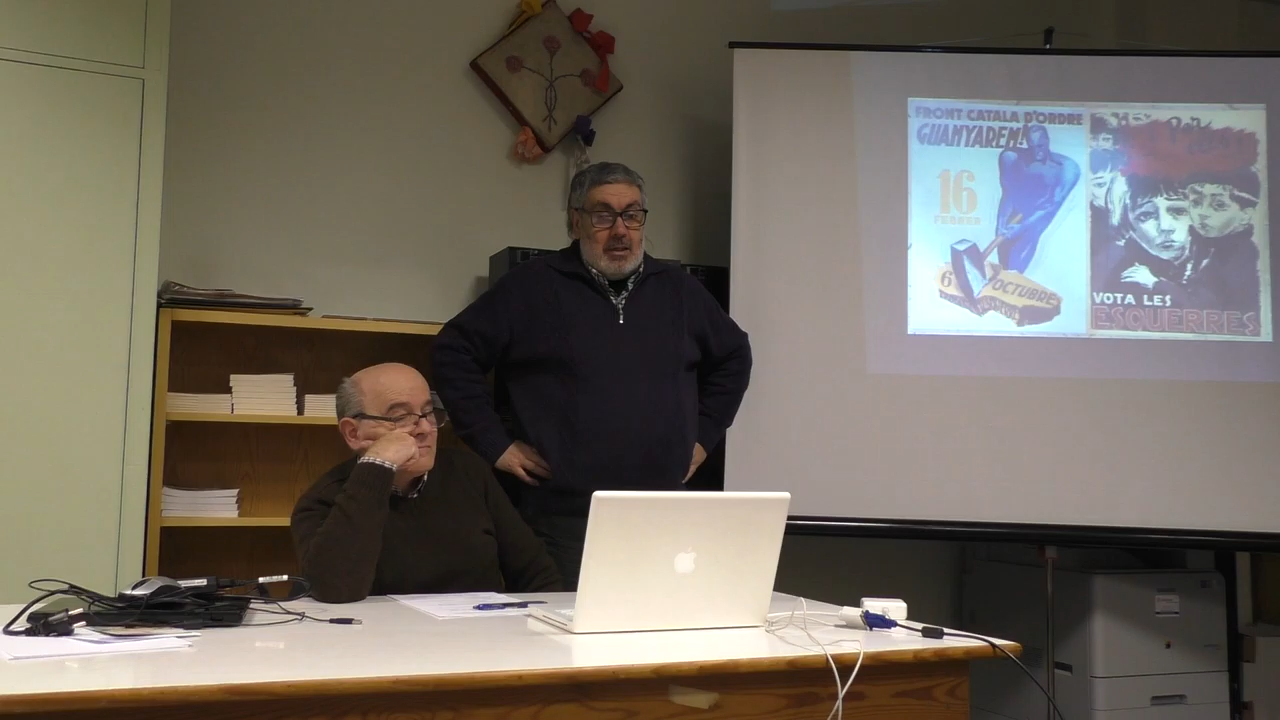 FRONT CATALA D'ORDRE
GUANYAREM!
16
FEBRER
6 OCTUBRE
VOTA LES
ESQUERRES